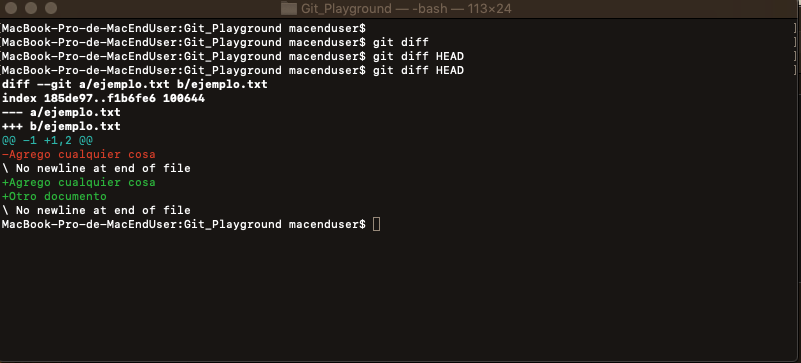 Git_Playground — -bash — 113×24
[MacBook-Pro-de-MacEndUser:Git_Playground macenduser$ ]
[MacBook-Pro-de-MacEndUser:Git_Playground macenduser$ git diff ]
[MacBook-Pro-de-MacEndUser:Git_Playground macenduser$ git diff HEAD ]
[MacBook-Pro-de-MacEndUser:Git_Playground macenduser$ git diff HEAD ]
diff --git a/ejemplo.txt b/ejemplo.txt
index 185de97..f1b6fe6 100644
--- a/ejemplo.txt
+++ b/ejemplo.txt
@@ -1 +1,2 @@
-Agrego cualquier cosa
\ No newline at end of file
+Agrego cualquier cosa
+Otro documento
\ No newline at end of file
MacBook-Pro-de-MacEndUser:Git_Playground macenduser$